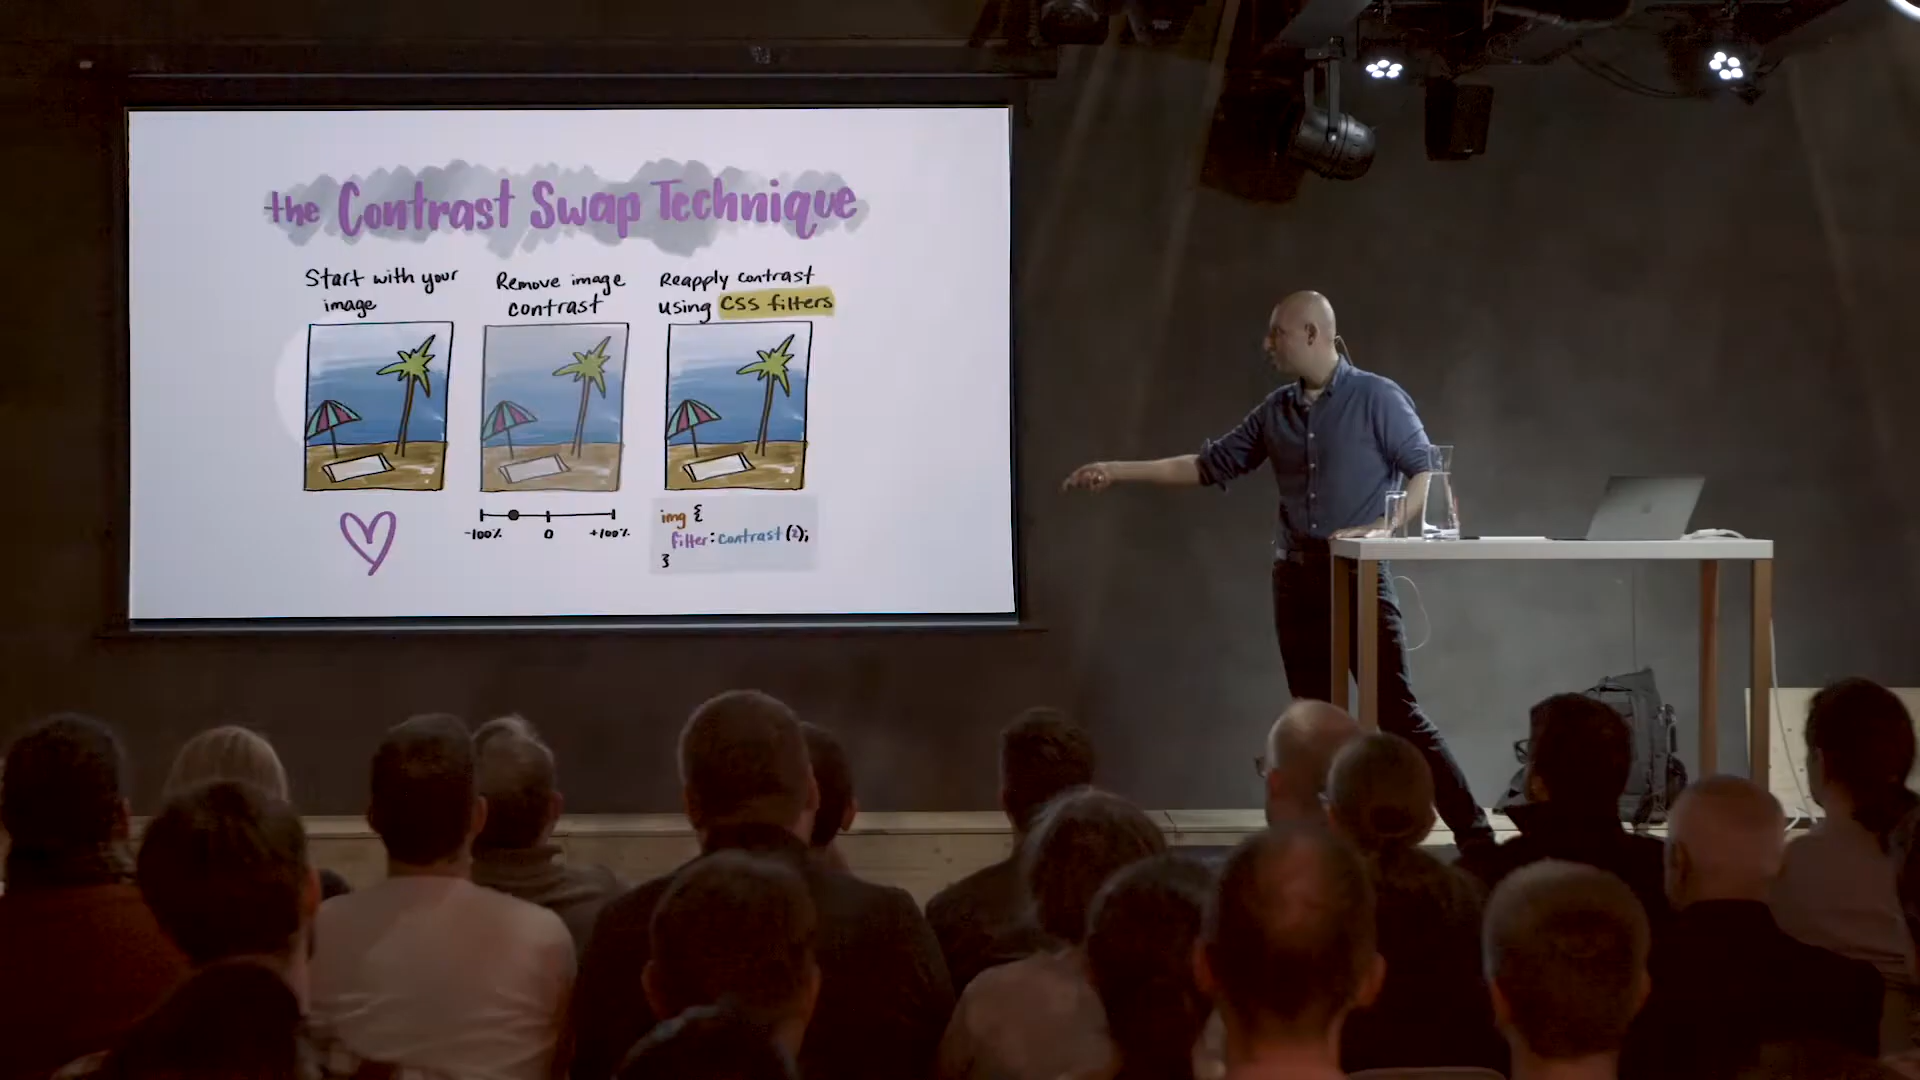 the Contrast Swap Technique
Start with your
image
Remove image
contrast
Reapply contrast
using CSS filters
-100% 0 +100%
img {
filter: contrast(2);
}